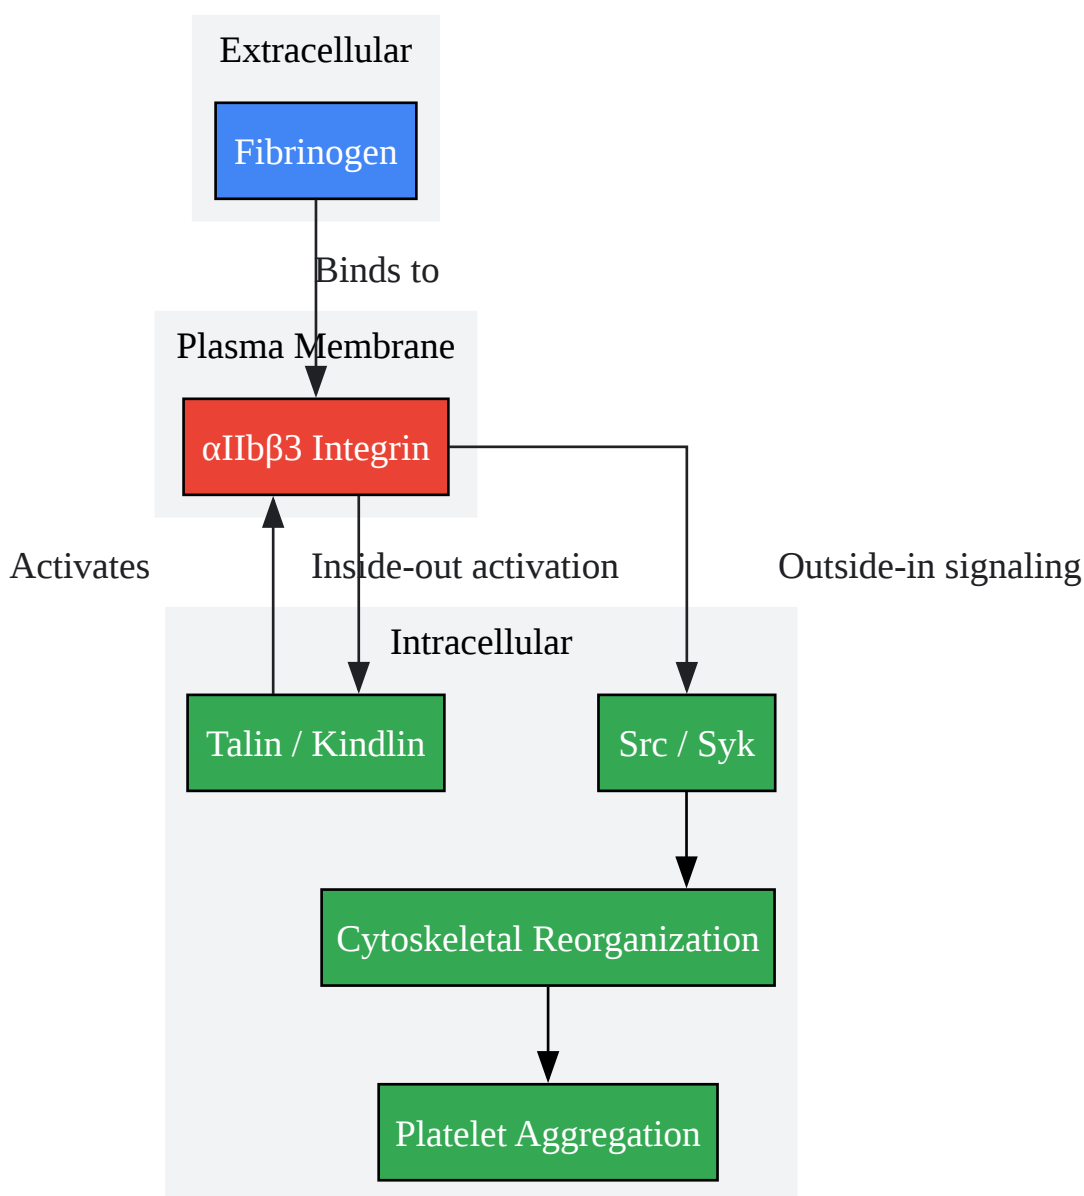 Extracellular
Fibrinogen
Binds to
Plasma Membrane
αIIbβ3 Integrin
Activates
Inside-out activation
Outside-in signaling
Intracellular
Talin / Kindlin
Src / Syk
Cytoskeletal Reorganization
Platelet Aggregation